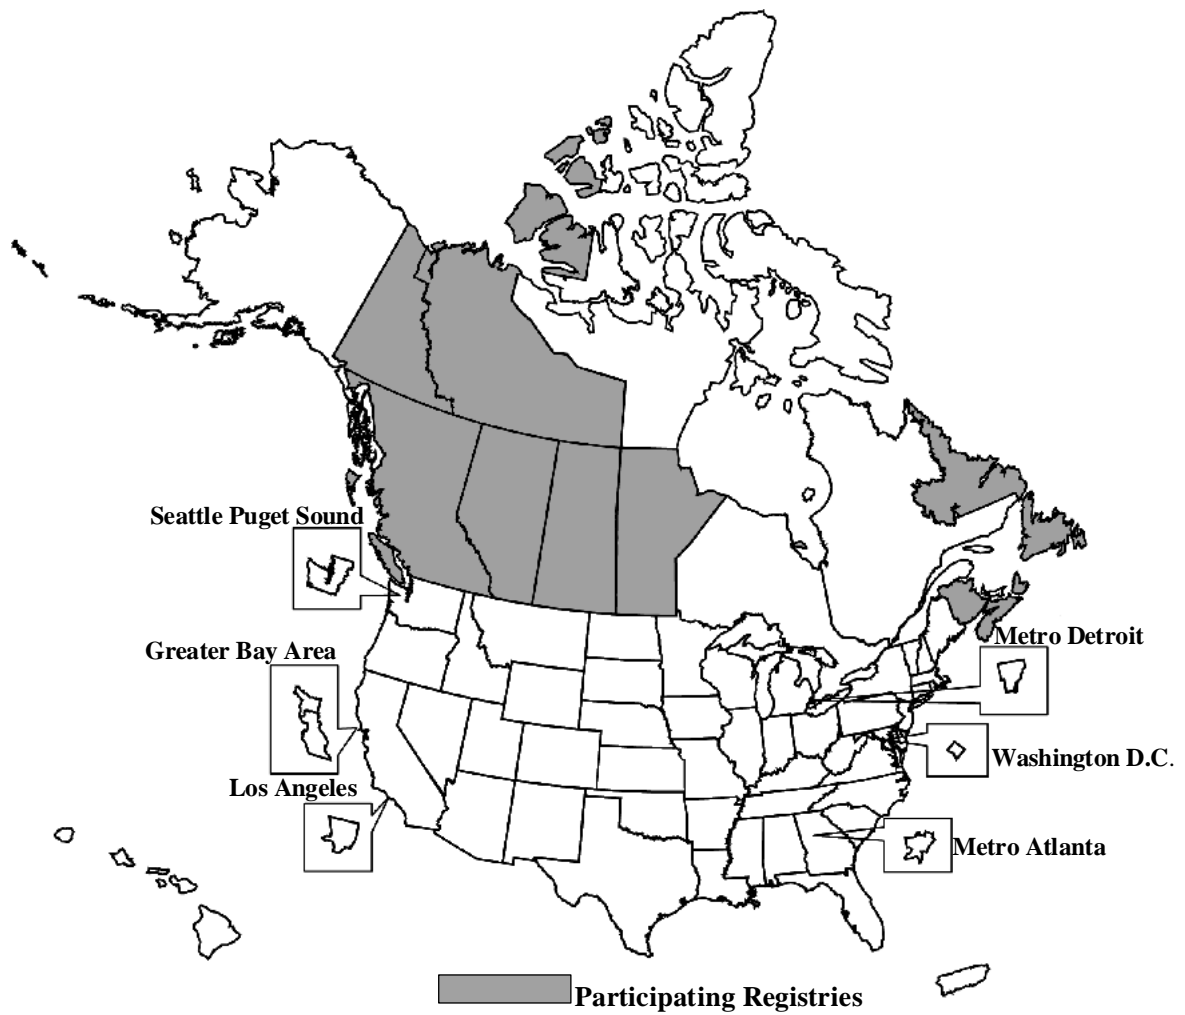 Seattle Puget Sound
Metro Detroit
Greater Bay Area
Washington D.C.
Los Angeles
Metro Atlanta
Participating Registries